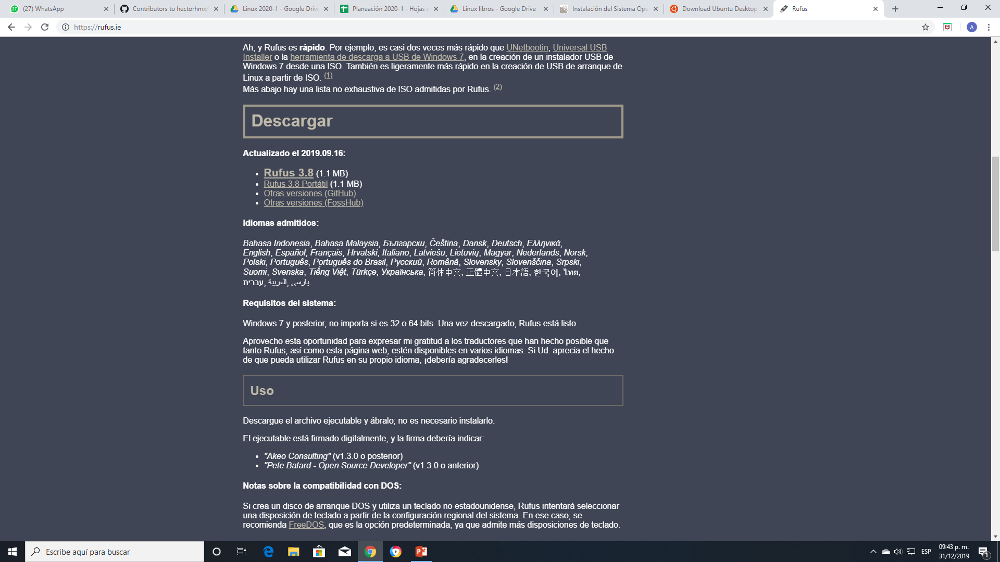 (27) WhatsApp
Contributors to hectorhmx/
Linux 2020-1 - Google Drive
Planeación 2020-1 - Hojas c
Linux libros - Google Drive
Instalación del Sistema Ope
Download Ubuntu Desktop
Rufus
https://rufus.ie
A
Ah, y Rufus es rápido. Por ejemplo, es casi dos veces más rápido que UNetbootin, Universal USB
Installer o la herramienta de descarga a USB de Windows 7, en la creación de un instalador USB de
Windows 7 desde una ISO. También es ligeramente más rápido en la creación de USB de arranque de
Linux a partir de ISO. (1)
Más abajo hay una lista no exhaustiva de ISO admitidas por Rufus. (2)
Descargar
Actualizado el 2019.09.16:
• Rufus 3.8 (1.1 MB)
• Rufus 3.8 Portátil (1.1 MB)
• Otras versiones (GitHub)
• Otras versiones (FossHub)
Idiomas admitidos:
Bahasa Indonesia, Bahasa Malaysia, Български, Čeština, Dansk, Deutsch, Ελληνικά,
English, Español, Français, Hrvatski, Italiano, Latviešu, Lietuvių, Magyar, Nederlands, Norsk,
Polski, Português, Português do Brasil, Русский, Română, Slovensky, Slovenščina, Srpski,
Suomi, Svenska, Tiếng Việt, Türkçe, Українська, 简体中文, 正體中文, 日本語, 한국어, ไทย,
עברית, العربية, پارسی.
Requisitos del sistema:
Windows 7 y posterior, no importa si es 32 o 64 bits. Una vez descargado, Rufus está listo.
Aprovecho esta oportunidad para expresar mi gratitud a los traductores que han hecho posible que
tanto Rufus, así como esta página web, estén disponibles en varios idiomas. Si Ud. aprecia el hecho
de que pueda utilizar Rufus en su propio idioma, ¡debería agradecerles!
Uso
Descargue el archivo ejecutable y ábralo; no es necesario instalarlo.
El ejecutable está firmado digitalmente, y la firma debería indicar:
• "Akeo Consulting" (v1.3.0 o posterior)
• "Pete Batard - Open Source Developer" (v1.3.0 o anterior)
Notas sobre la compatibilidad con DOS:
Si crea un disco de arranque DOS y utiliza un teclado no estadounidense, Rufus intentará seleccionar
una disposición de teclado a partir de la configuración regional del sistema. En ese caso, se
recomienda FreeDOS, que es la opción predeterminada, ya que admite más disposiciones de teclado.
Escribe aquí para buscar
ESP
09:43 p. m.
31/12/2019
1